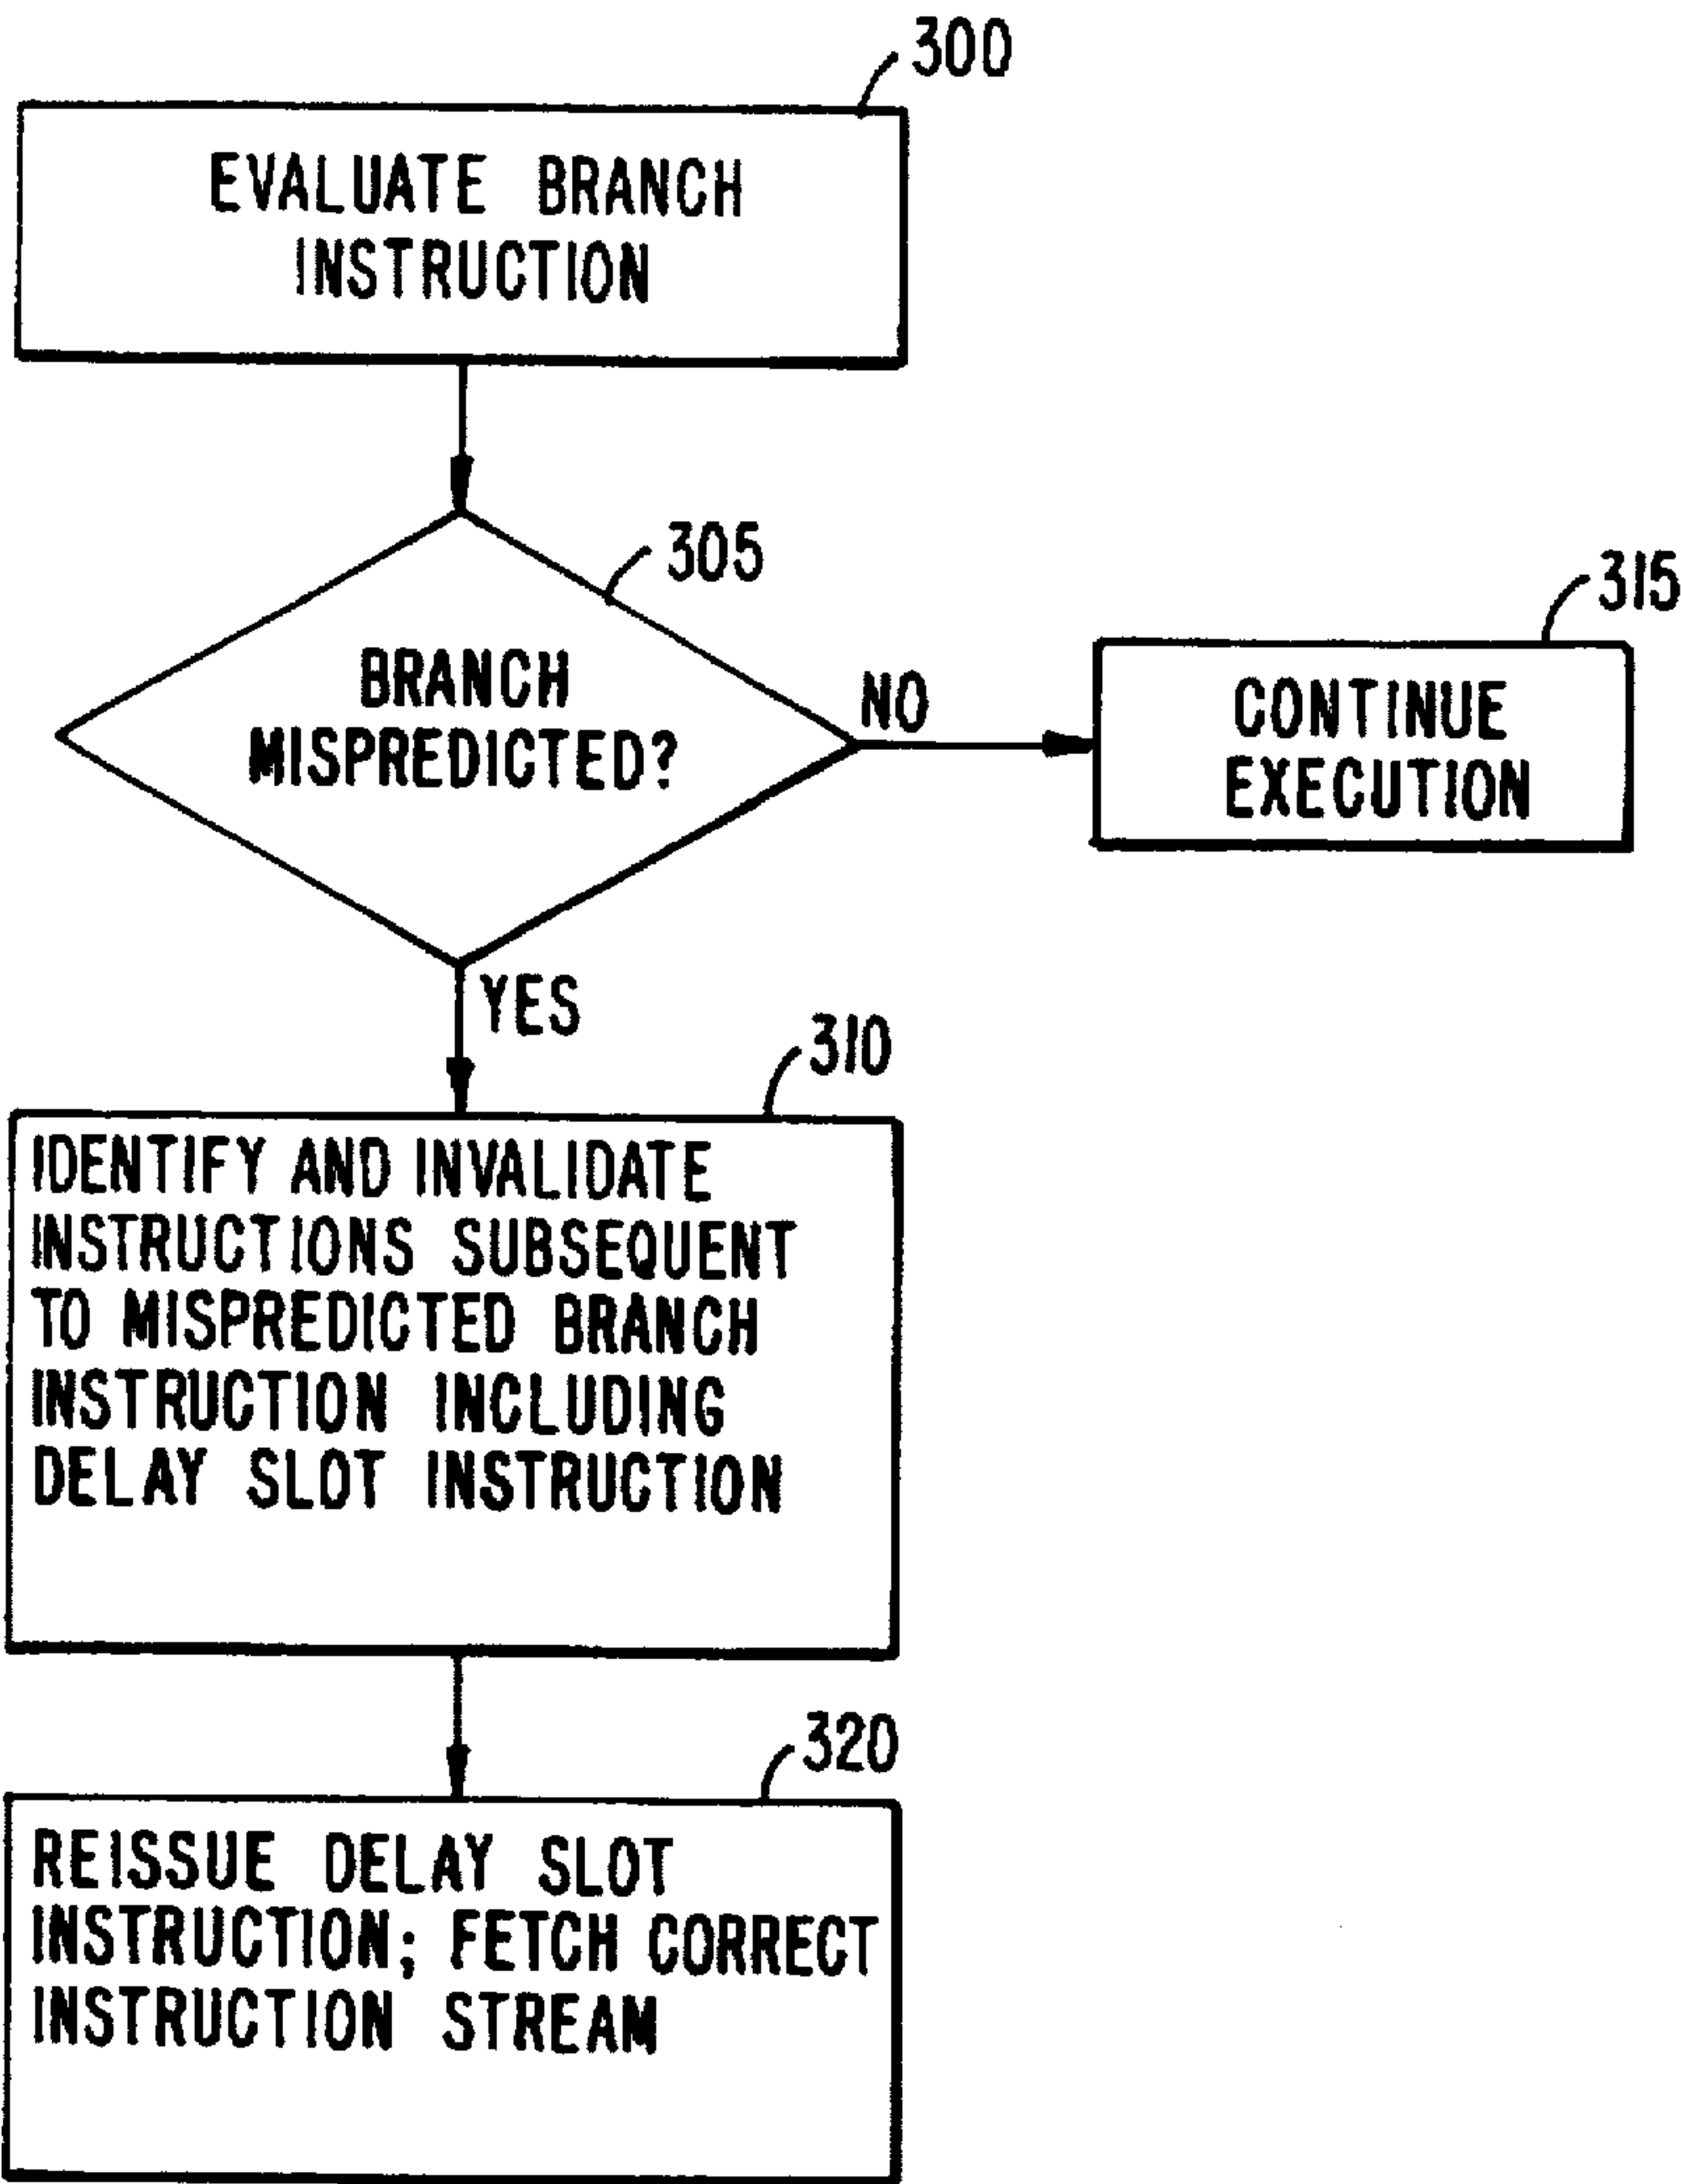 300
EVALUATE BRANCH
INSTRUCTION
305
BRANCH
MISPREDICTED?
NO
315
CONTINUE
EXECUTION
YES
310
IDENTIFY AND INVALIDATE
INSTRUCTIONS SUBSEQUENT
TO MISPREDICTED BRANCH
INSTRUCTION INCLUDING
DELAY SLOT INSTRUCTION
320
REISSUE DELAY SLOT
INSTRUCTION; FETCH CORRECT
INSTRUCTION STREAM